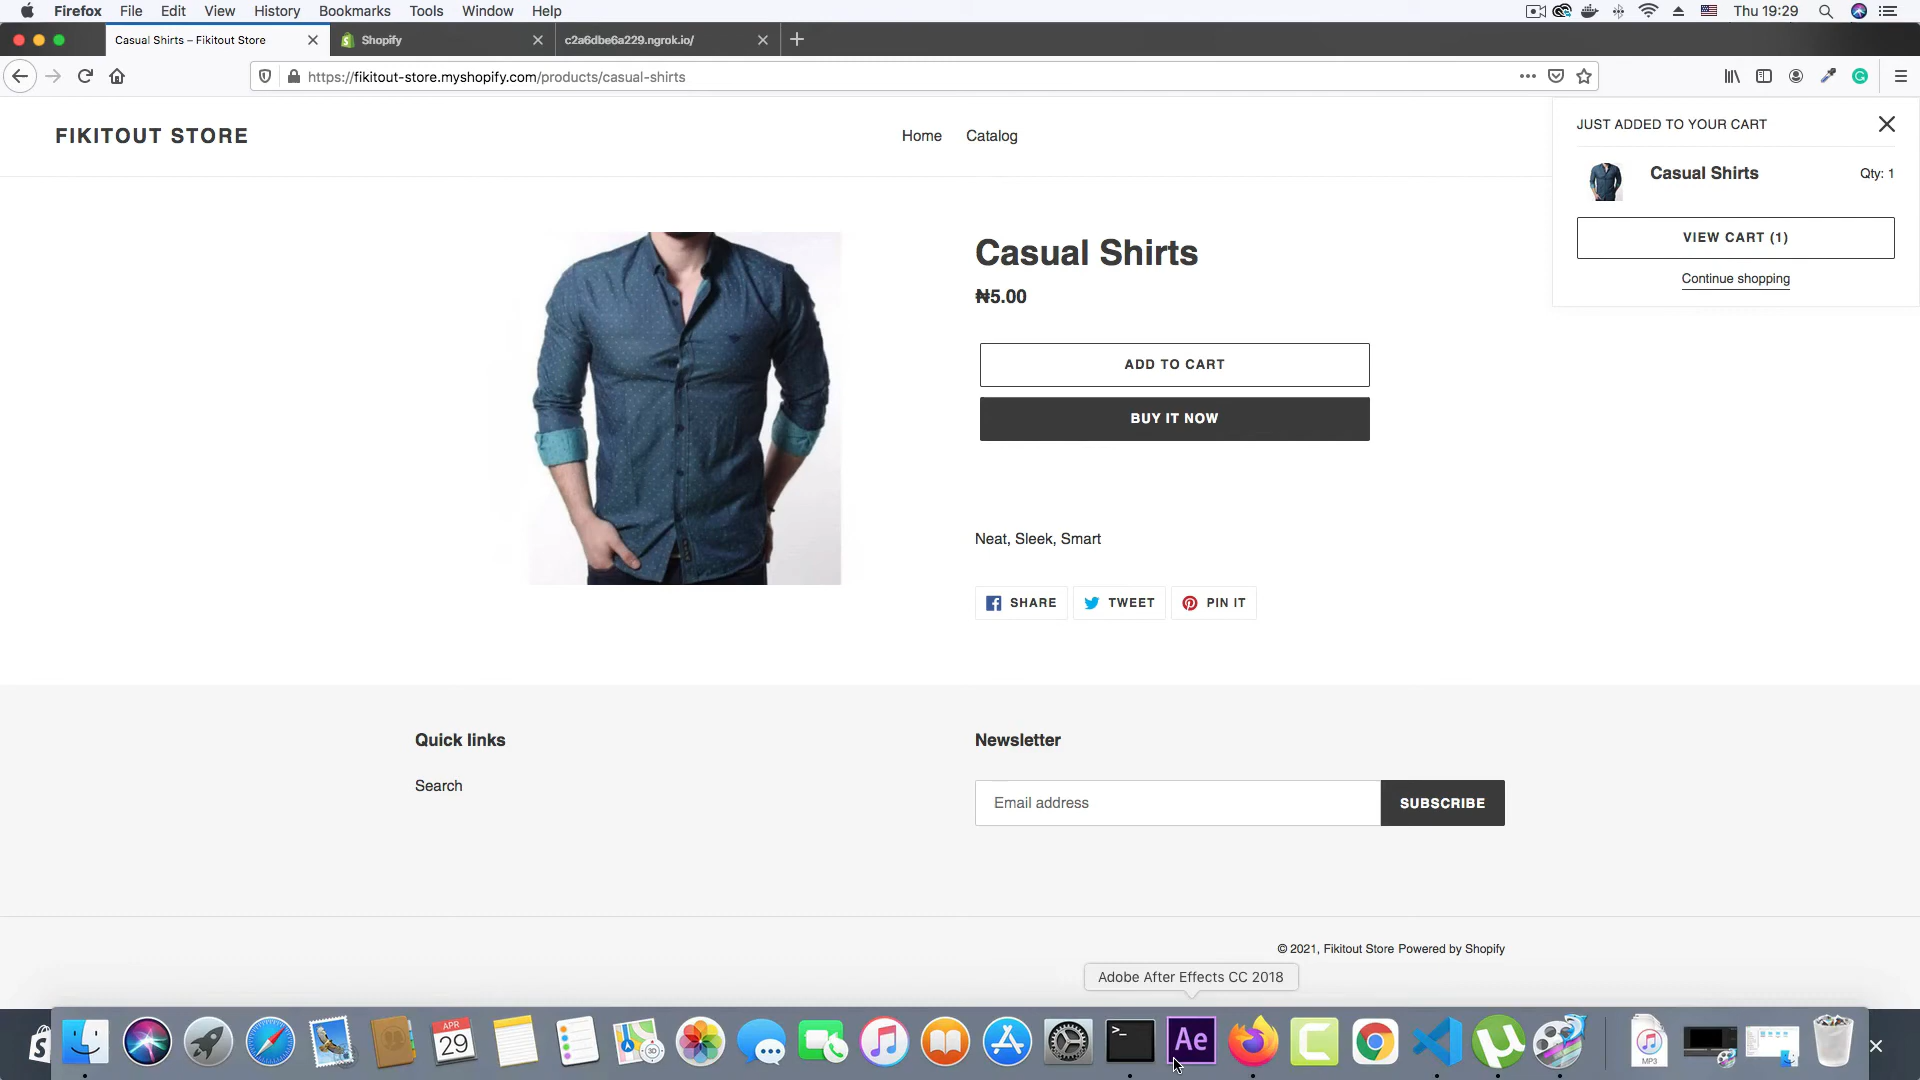 Firefox File Edit View History Bookmarks Tools Window Help
Thu 19:29
Casual Shirts – Fikitout Store
Shopify
c2a6dbe6a229.ngrok.io/
https://fikitout-store.myshopify.com/products/casual-shirts
FIKITOUT STORE
Home Catalog
JUST ADDED TO YOUR CART
Casual Shirts
Qty: 1
VIEW CART (1)
Continue shopping
Casual Shirts
₦5.00
ADD TO CART
BUY IT NOW
Neat, Sleek, Smart
SHARE TWEET PIN IT
Quick links
Search
Newsletter
Email address
SUBSCRIBE
© 2021, Fikitout Store Powered by Shopify
Adobe After Effects CC 2018
APR
29
3D
>_
Ae
MP3